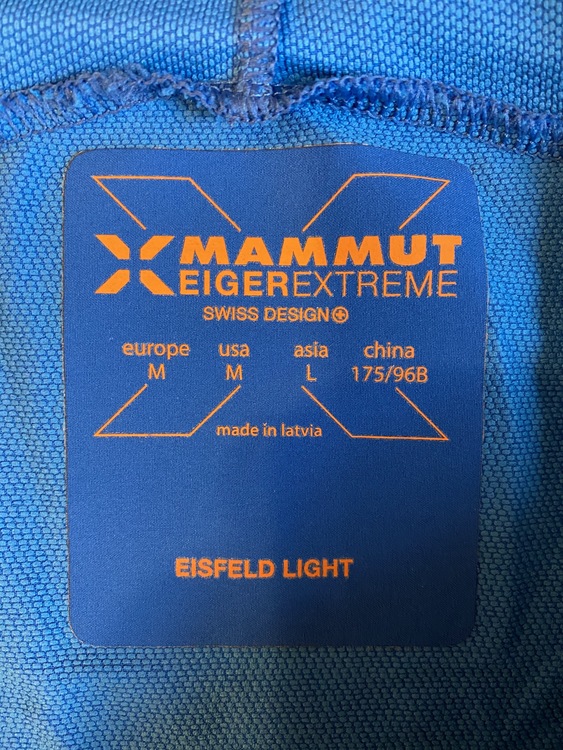 MAMMUT
EIGEREXTREME
SWISS DESIGN
europe usa asia china
M M L 175/96B
made in latvia
EISFELD LIGHT